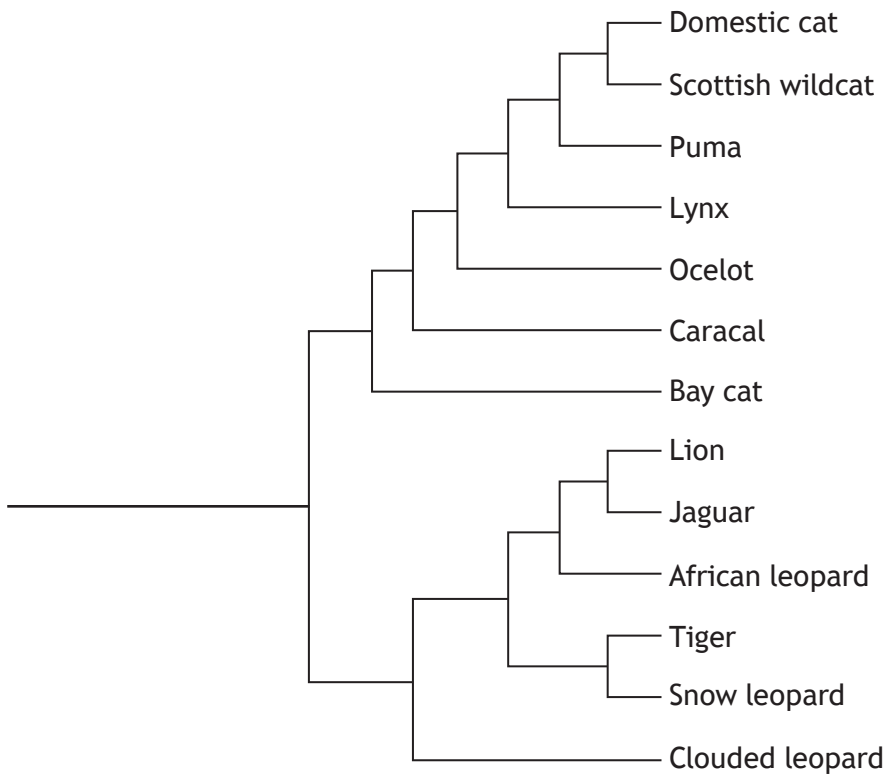 Domestic cat
Scottish wildcat
Puma
Lynx
Ocelot
Caracal
Bay cat
Lion
Jaguar
African leopard
Tiger
Snow leopard
Clouded leopard